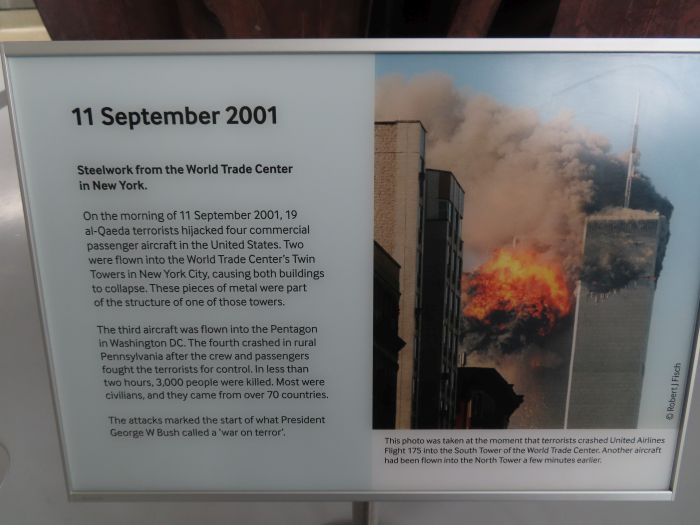 11 September 2001
Steelwork from the World Trade Center
in New York.
On the morning of 11 September 2001, 19
al-Qaeda terrorists hijacked four commercial
passenger aircraft in the United States. Two
were flown into the World Trade Center's Twin
Towers in New York City, causing both buildings
to collapse. These pieces of metal were part
of the structure of one of those towers.
The third aircraft was flown into the Pentagon
in Washington DC. The fourth crashed in rural
Pennsylvania after the crew and passengers
fought the terrorists for control. In less than
two hours, 3,000 people were killed. Most were
civilians, and they came from over 70 countries.
The attacks marked the start of what President
George W Bush called a 'war on terror'.
© Robert J Fisch
This photo was taken at the moment that terrorists crashed United Airlines
Flight 175 into the South Tower of the World Trade Center. Another aircraft
had been flown into the North Tower a few minutes earlier.